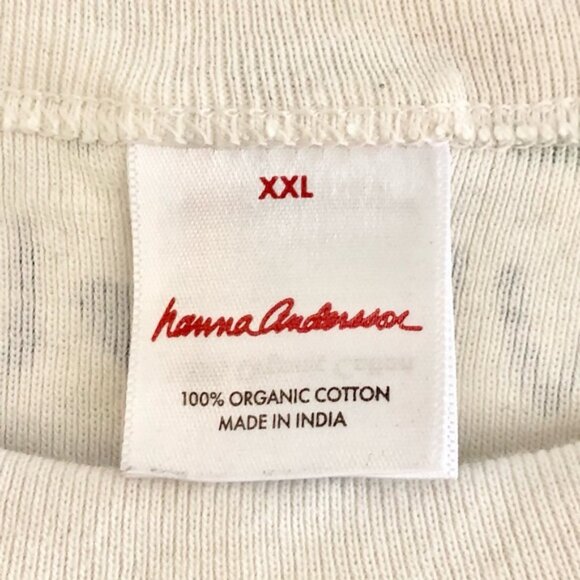 XXL
hanna andersson
100% ORGANIC COTTON
MADE IN INDIA